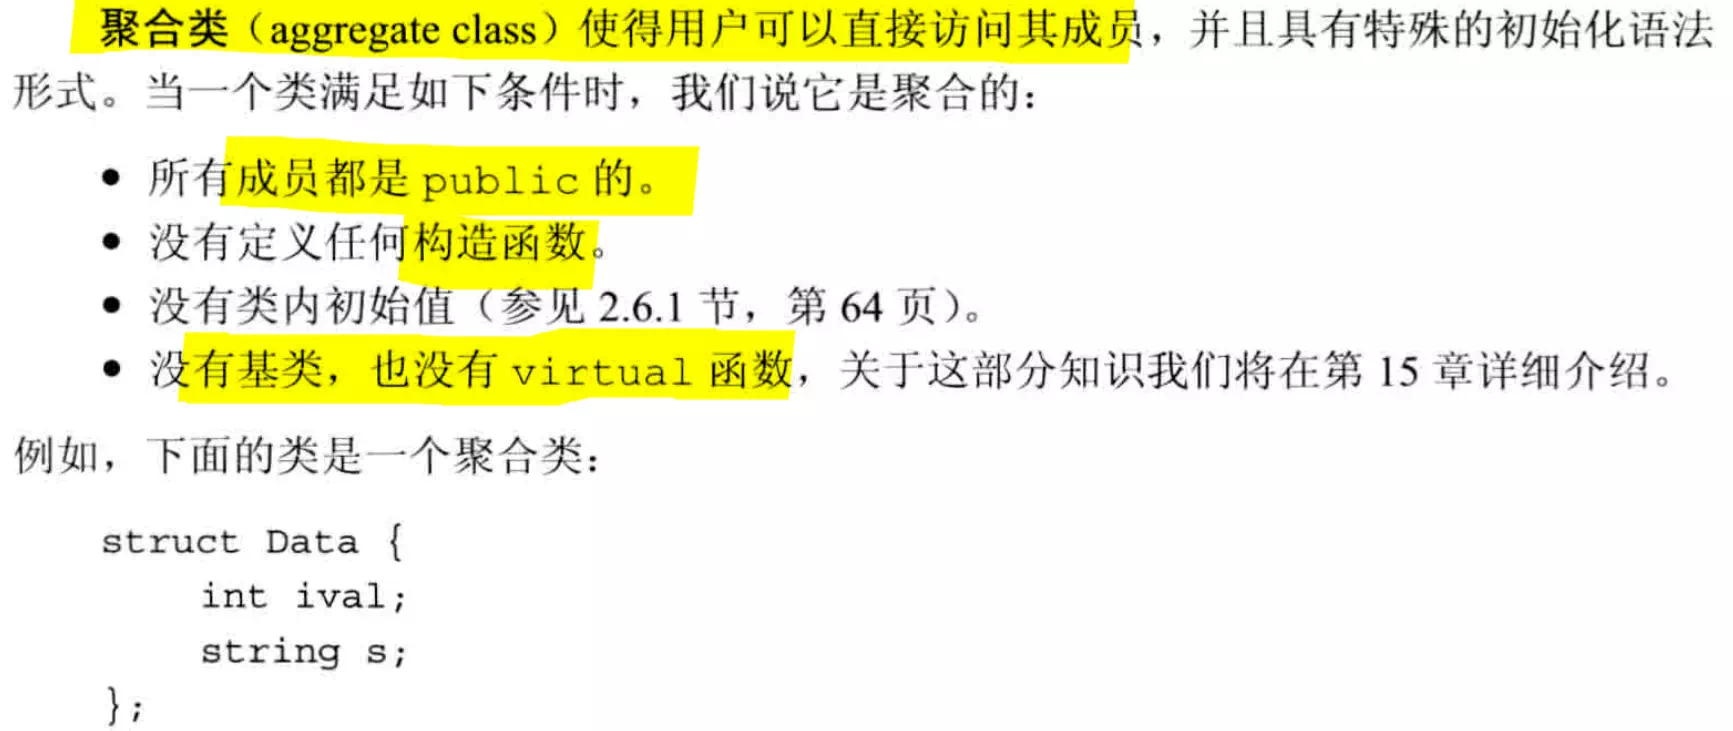 聚合类（aggregate class）使得用户可以直接访问其成员，并且具有特殊的初始化语法
形式。当一个类满足如下条件时，我们说它是聚合的：
● 所有成员都是 public 的。
● 没有定义任何构造函数。
● 没有类内初始值（参见 2.6.1 节，第 64 页）。
● 没有基类，也没有 virtual 函数，关于这部分知识我们将在第 15 章详细介绍。
例如，下面的类是一个聚合类：
struct Data {
int ival;
string s;
};